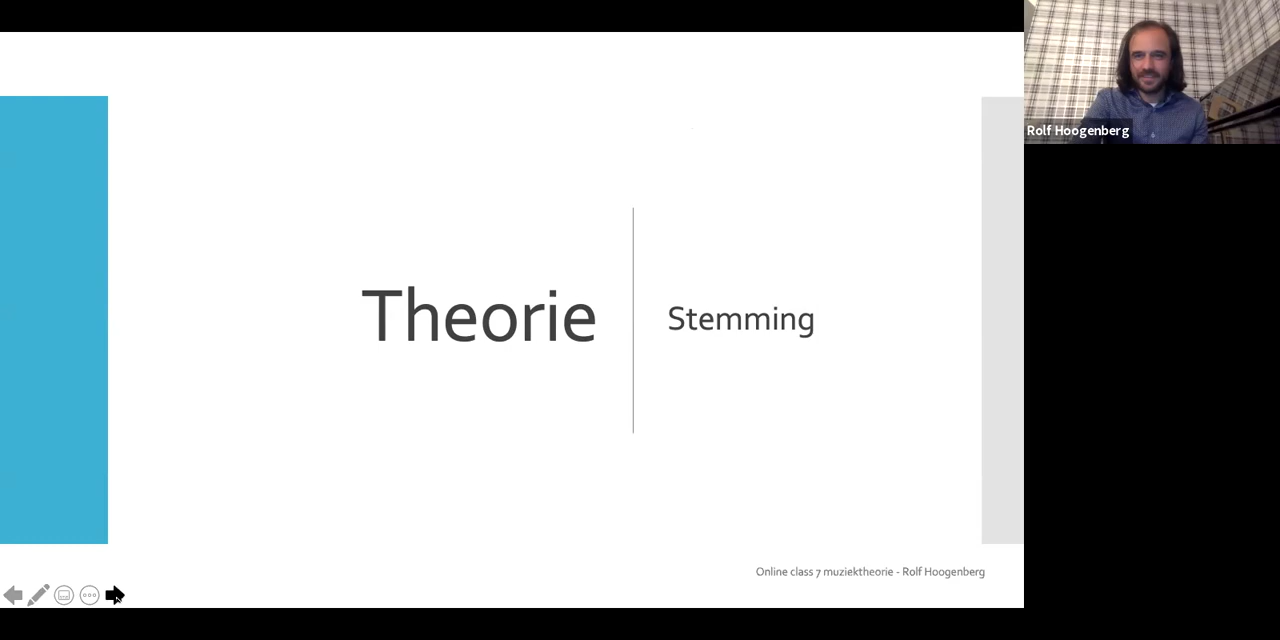 Rolf Hoogenberg
Theorie
Stemming
Online class 7 muziektheorie - Rolf Hoogenberg